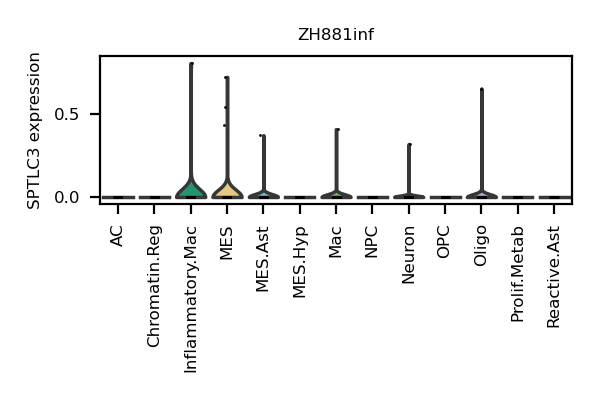 ZH881inf
SPTLC3 expression
0.5
0.0
AC
Chromatin.Reg
Inflammatory.Mac
MES
MES.Ast
MES.Hyp
Mac
NPC
Neuron
OPC
Oligo
Prolif.Metab
Reactive.Ast